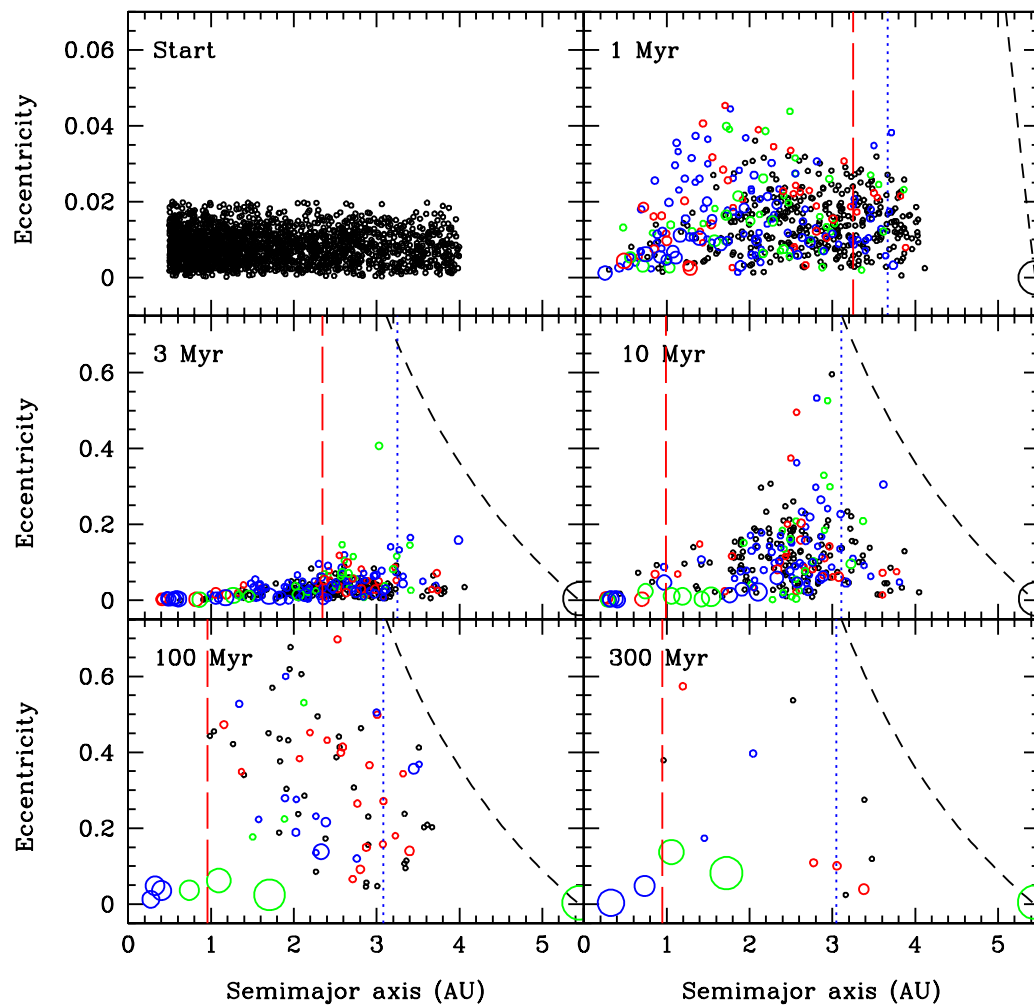 Start
1 Myr
0.06
0.04
0.02
0
Eccentricity
3 Myr
10 Myr
0.6
0.4
0.2
0
Eccentricity
100 Myr
300 Myr
0.6
0.4
0.2
0
Eccentricity
0 1 2 3 4 5 0 1 2 3 4 5
Semimajor axis (AU) Semimajor axis (AU)